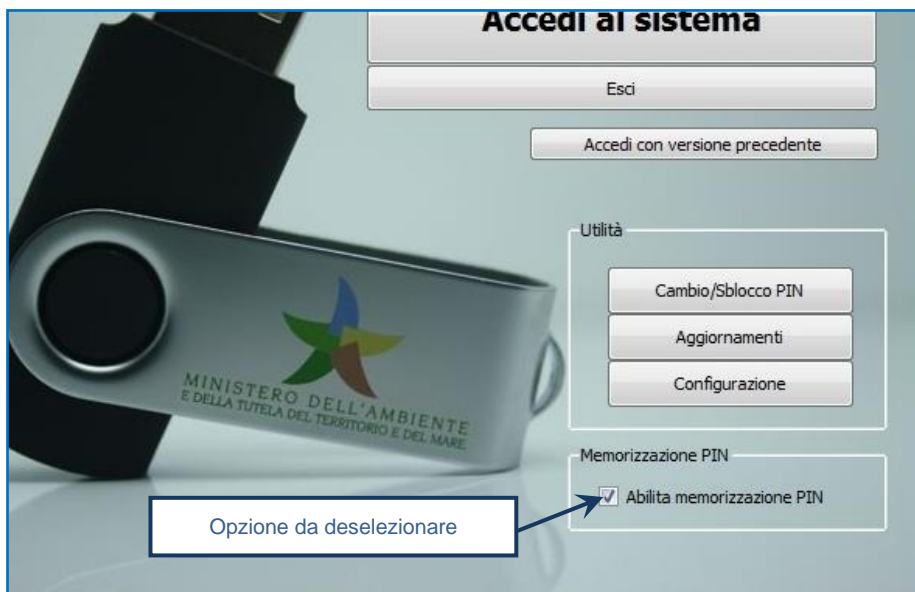 Accedi al sistema
Esci
Accedi con versione precedente
Utilità
Cambio/Sblocco PIN
Aggiornamenti
Configurazione
MINISTERO DELL'AMBIENTE
E DELLA TUTELA DEL TERRITORIO E DEL MARE
Memorizzazione PIN
Abilita memorizzazione PIN
Opzione da deselezionare